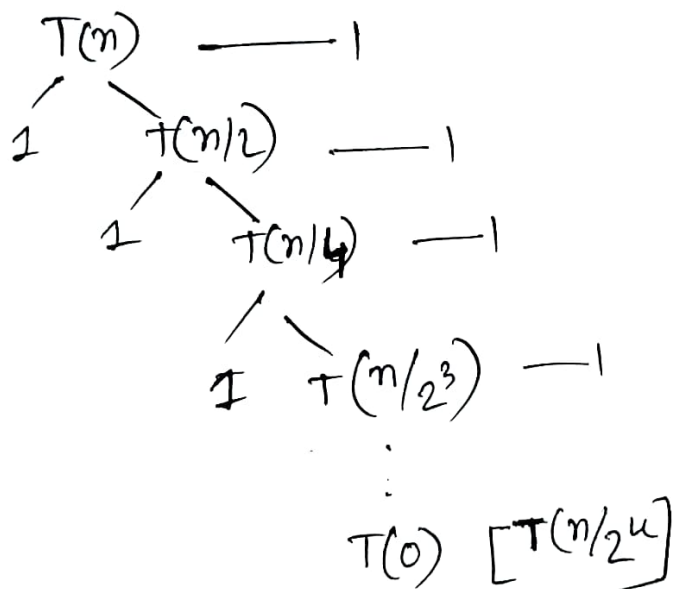 T(n) — 1
1 T(n/2) — 1
1 T(n/4) — 1
1 T(n/2³) — 1
T(0) [T(n/2ᵏ]